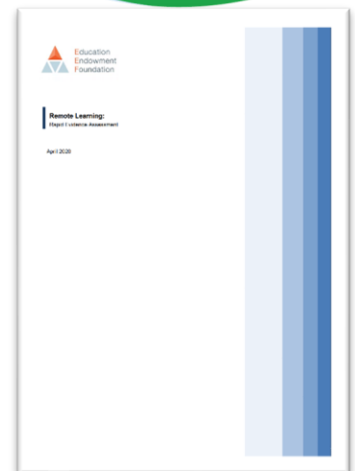 Education
Endowment
Foundation
Remote Learning:
Rapid Evidence Assessment
April 2020